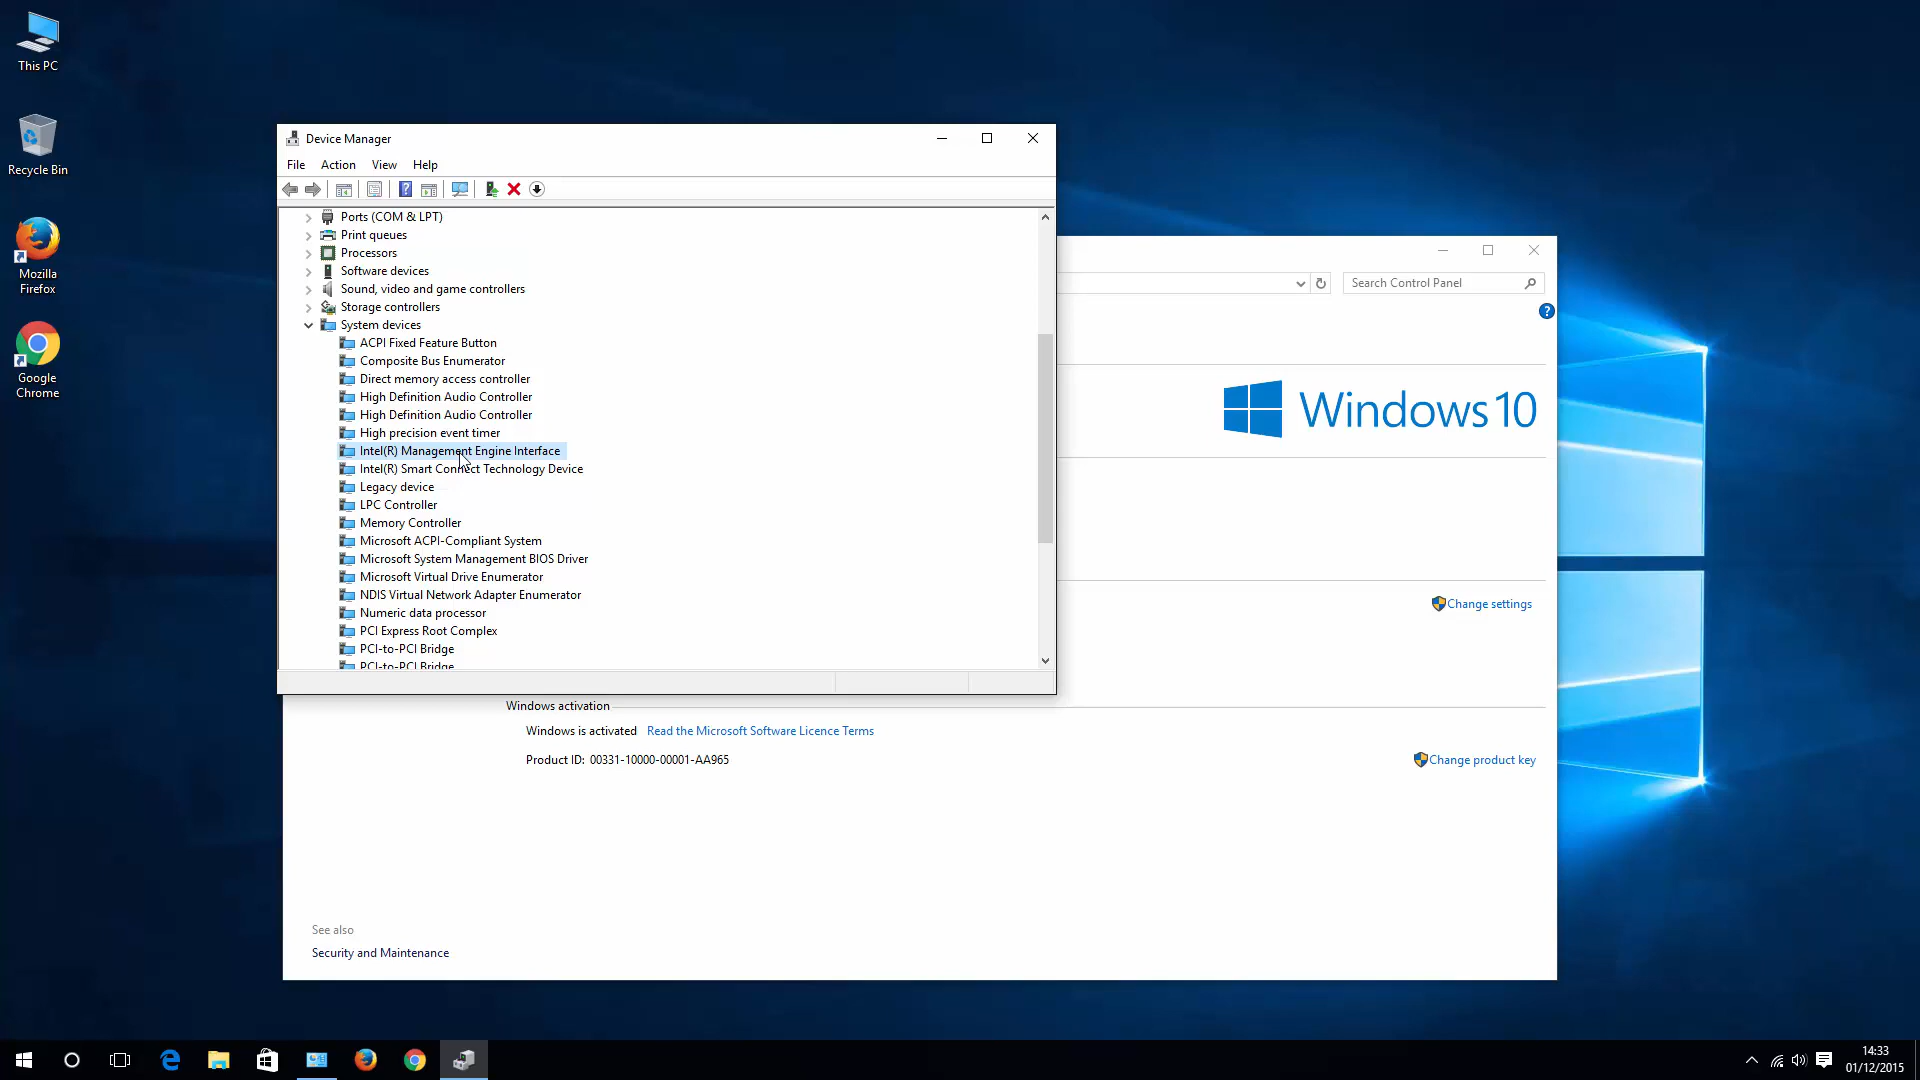 This PC
Recycle Bin
Mozilla
Firefox
Google
Chrome
Device Manager
File Action View Help
Ports (COM & LPT)
Print queues
Processors
Software devices
Sound, video and game controllers
Storage controllers
System devices
ACPI Fixed Feature Button
Composite Bus Enumerator
Direct memory access controller
High Definition Audio Controller
High Definition Audio Controller
High precision event timer
Intel(R) Management Engine Interface
Intel(R) Smart Connect Technology Device
Legacy device
LPC Controller
Memory Controller
Microsoft ACPI-Compliant System
Microsoft System Management BIOS Driver
Microsoft Virtual Drive Enumerator
NDIS Virtual Network Adapter Enumerator
Numeric data processor
PCI Express Root Complex
PCI-to-PCI Bridge
PCI-to-PCI Bridge
Search Control Panel
Windows 10
Change settings
Windows activation
Windows is activated Read the Microsoft Software Licence Terms
Product ID: 00331-10000-00001-AA965
Change product key
See also
Security and Maintenance
14:33
01/12/2015